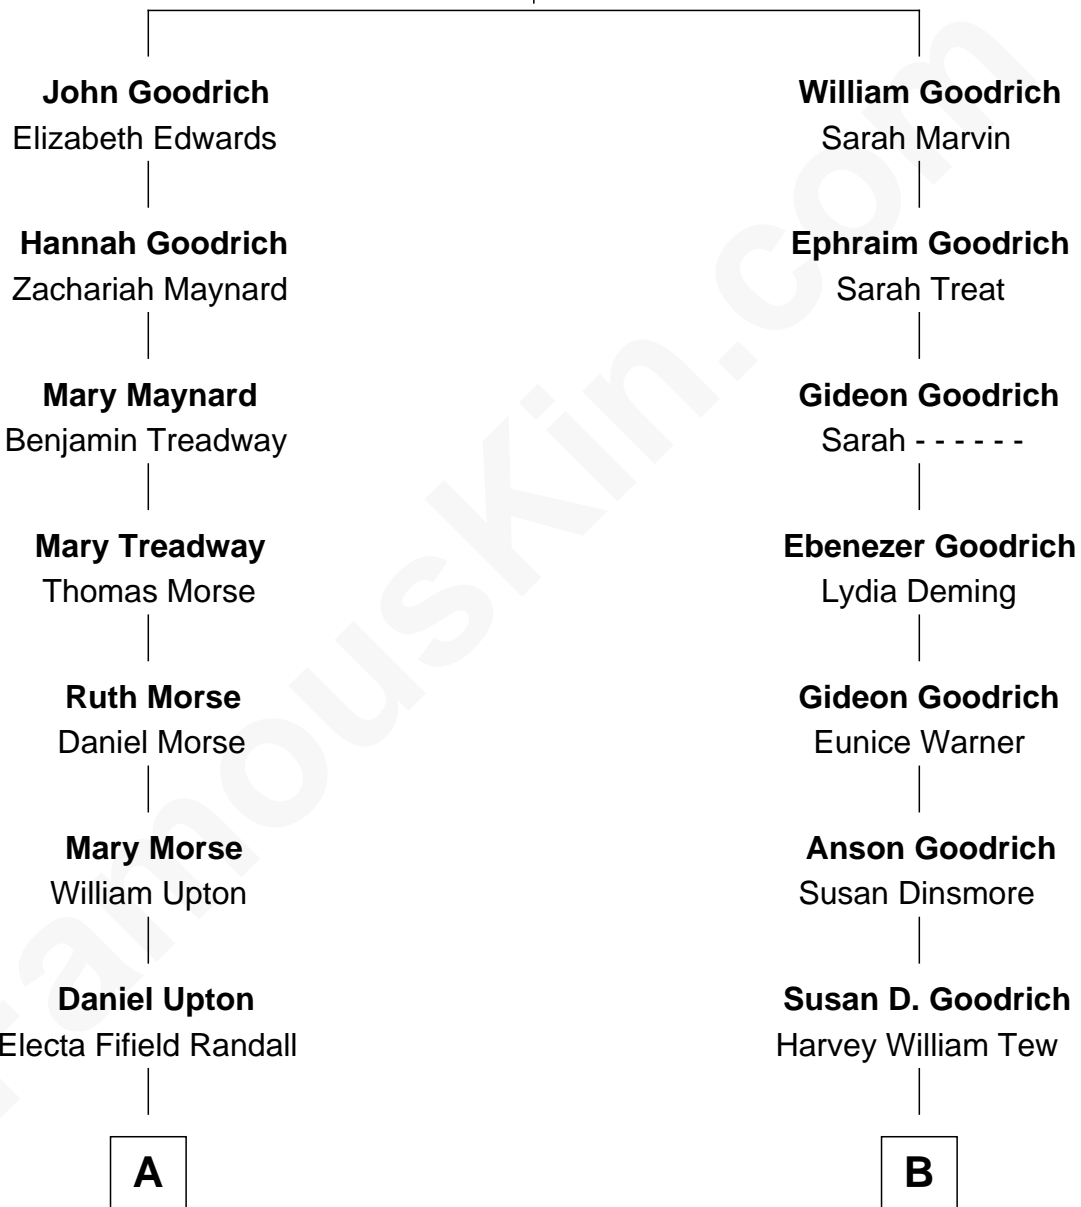 John Goodrich
Elizabeth Edwards
Hannah Goodrich
Zachariah Maynard
Mary Maynard
Benjamin Treadway
Mary Treadway
Thomas Morse
Ruth Morse
Daniel Morse
Mary Morse
William Upton
Daniel Upton
Electa Fifield Randall
A
William Goodrich
Sarah Marvin
Ephraim Goodrich
Sarah Treat
Gideon Goodrich
Sarah - - - - - -
Ebenezer Goodrich
Lydia Deming
Gideon Goodrich
Eunice Warner
Anson Goodrich
Susan Dinsmore
Susan D. Goodrich
Harvey William Tew
B
FamousKin.com